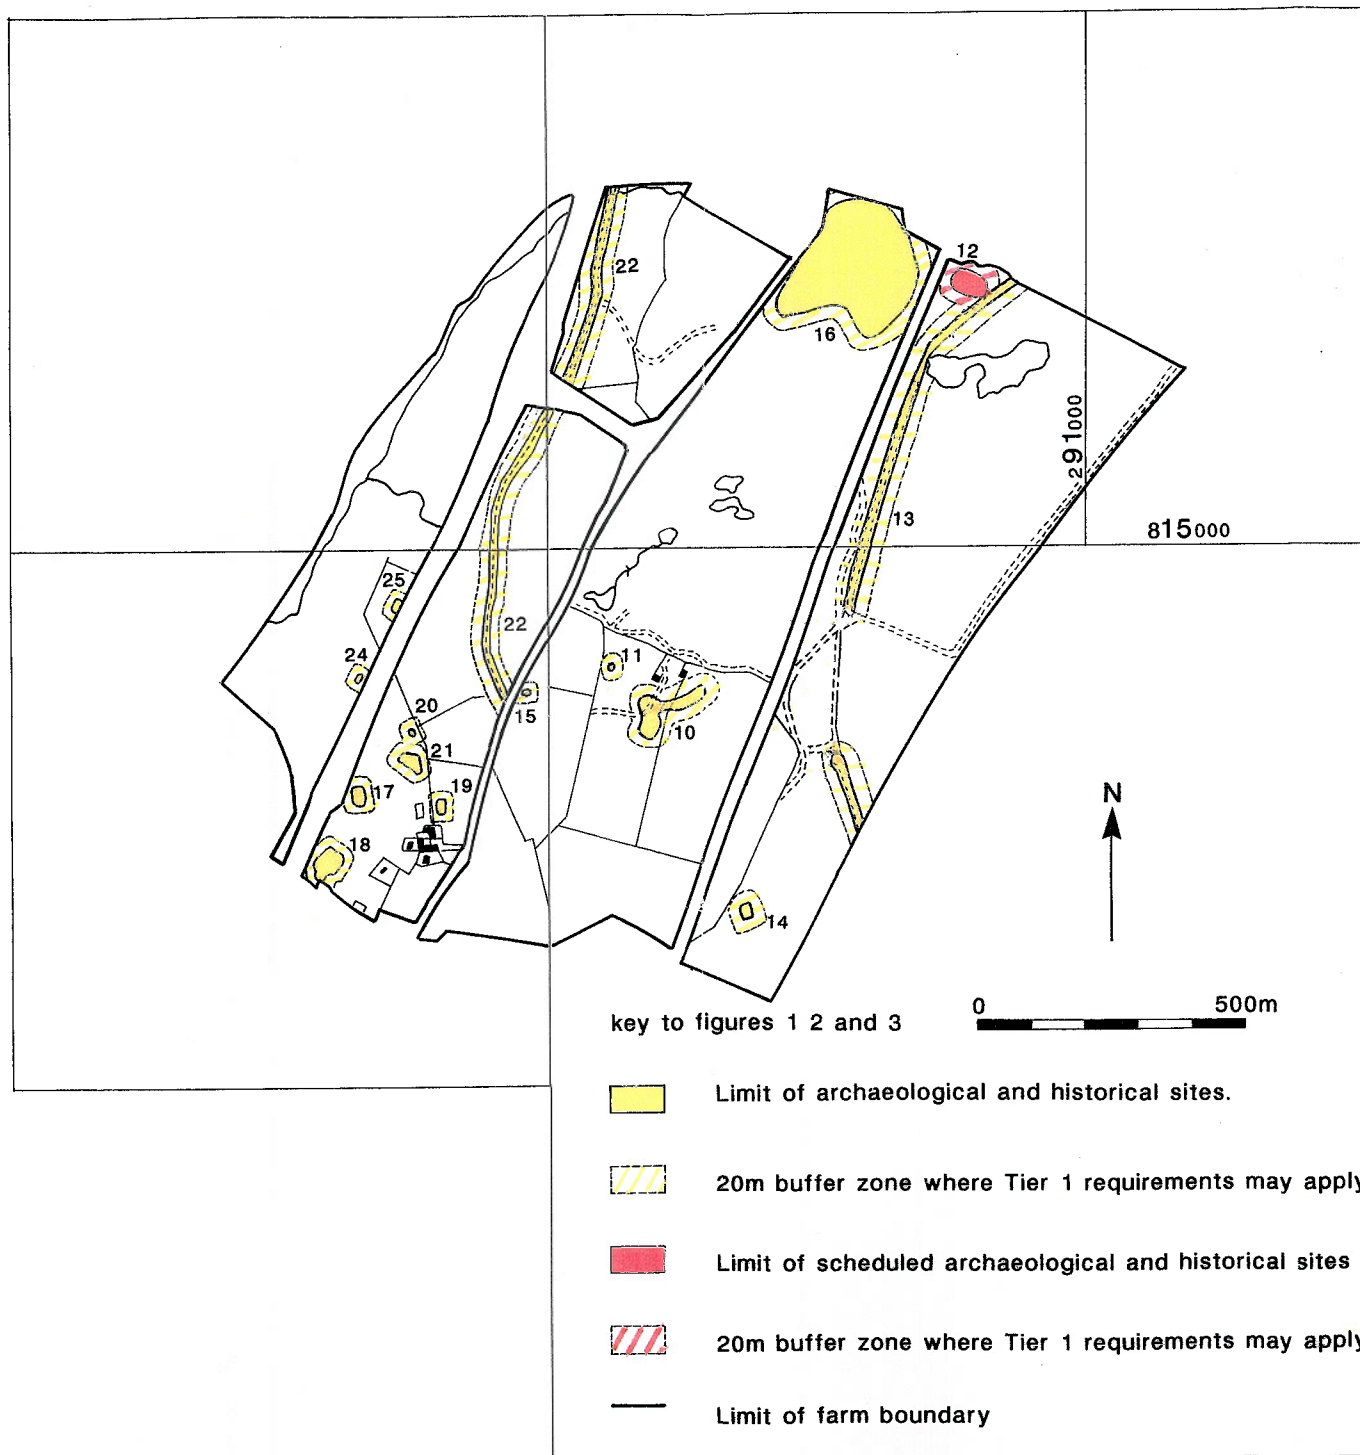 12
22
16
291000
13
815000
25
22
24
11
20
15
10
21
17
19
18
N
14
0 500m
key to figures 1 2 and 3
Limit of archaeological and historical sites.
20m buffer zone where Tier 1 requirements may apply
Limit of scheduled archaeological and historical sites
20m buffer zone where Tier 1 requirements may apply
Limit of farm boundary